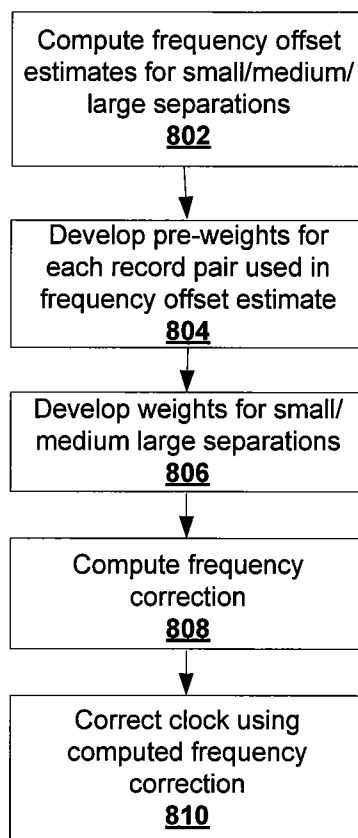 Compute frequency offset
estimates for small/medium/
large separations
802
Develop pre-weights for
each record pair used in
frequency offset estimate
804
Develop weights for small/
medium large separations
806
Compute frequency
correction
808
Correct clock using
computed frequency
correction
810